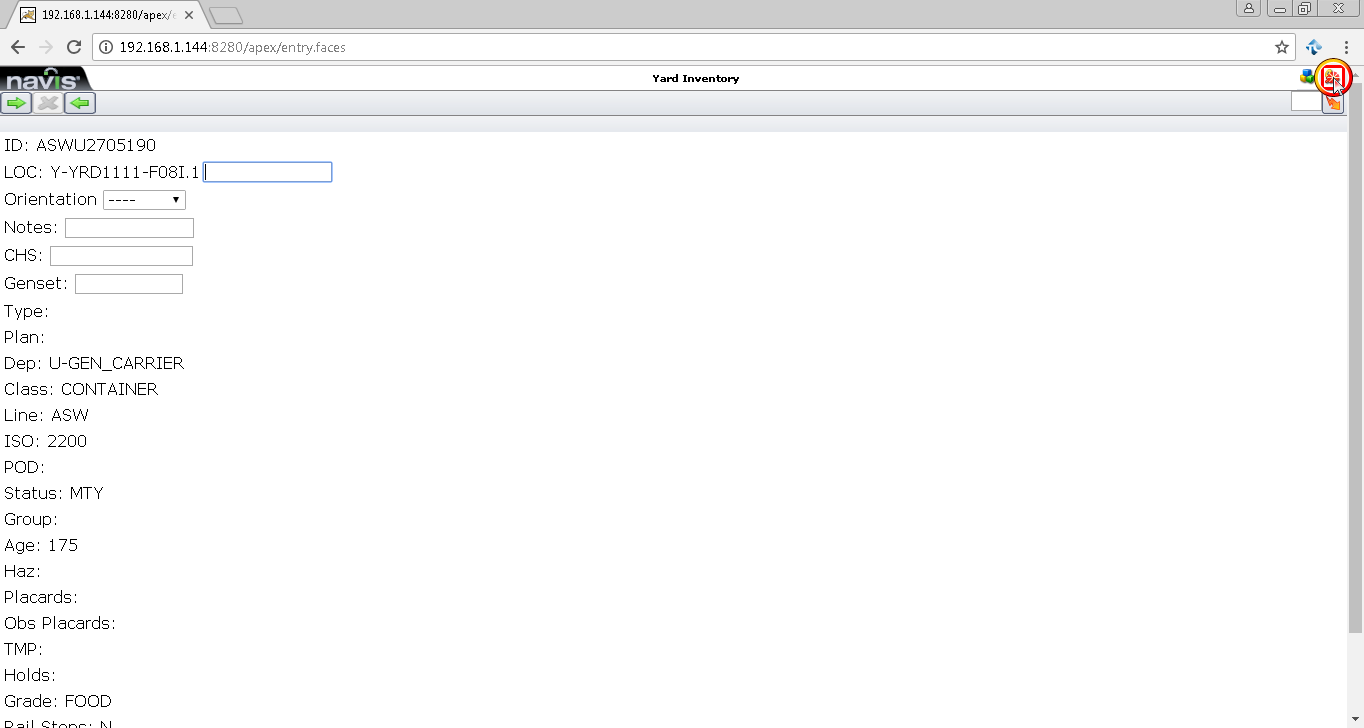 192.168.1.144:8280/apex/e
192.168.1.144:8280/apex/entry.faces
navis
Yard Inventory
ID: ASWU2705190
LOC: Y-YRD1111-F08I.1
Orientation ----
Notes:
CHS:
Genset:
Type:
Plan:
Dep: U-GEN_CARRIER
Class: CONTAINER
Line: ASW
ISO: 2200
POD:
Status: MTY
Group:
Age: 175
Haz:
Placards:
Obs Placards:
TMP:
Holds:
Grade: FOOD
Rail Stops: N